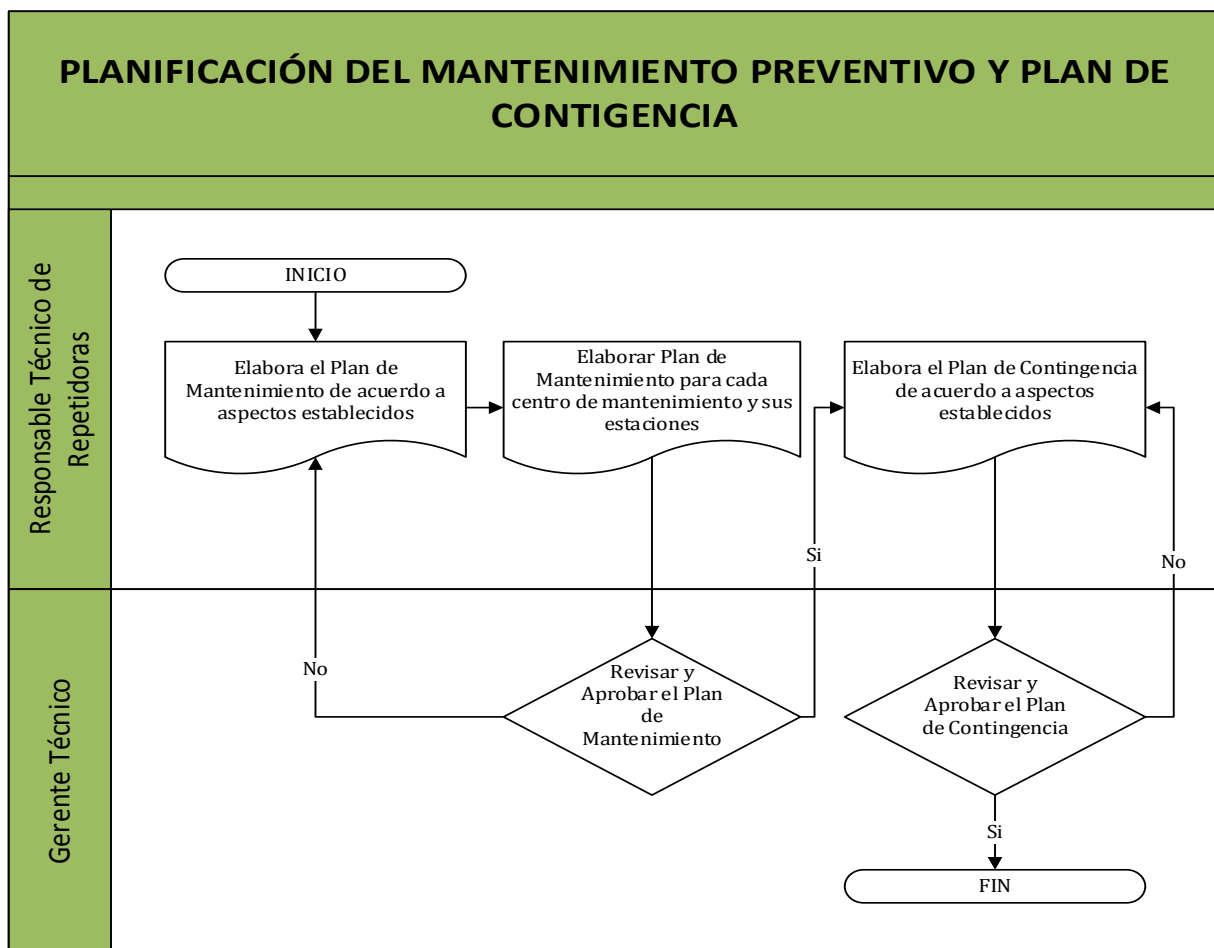 PLANIFICACIÓN DEL MANTENIMIENTO PREVENTIVO Y PLAN DE
CONTIGENCIA
Responsable Técnico de
Repetidoras
INICIO
Elabora el Plan de
Mantenimiento de acuerdo a
aspectos establecidos
Elaborar Plan de
Mantenimiento para cada
centro de mantenimiento y sus
estaciones
Elabora el Plan de Contingencia
de acuerdo a aspectos
establecidos
Si
No
Gerente Técnico
No
Revisar y
Aprobar el Plan
de
Mantenimiento
Revisar y
Aprobar el Plan
de Contingencia
Si
FIN